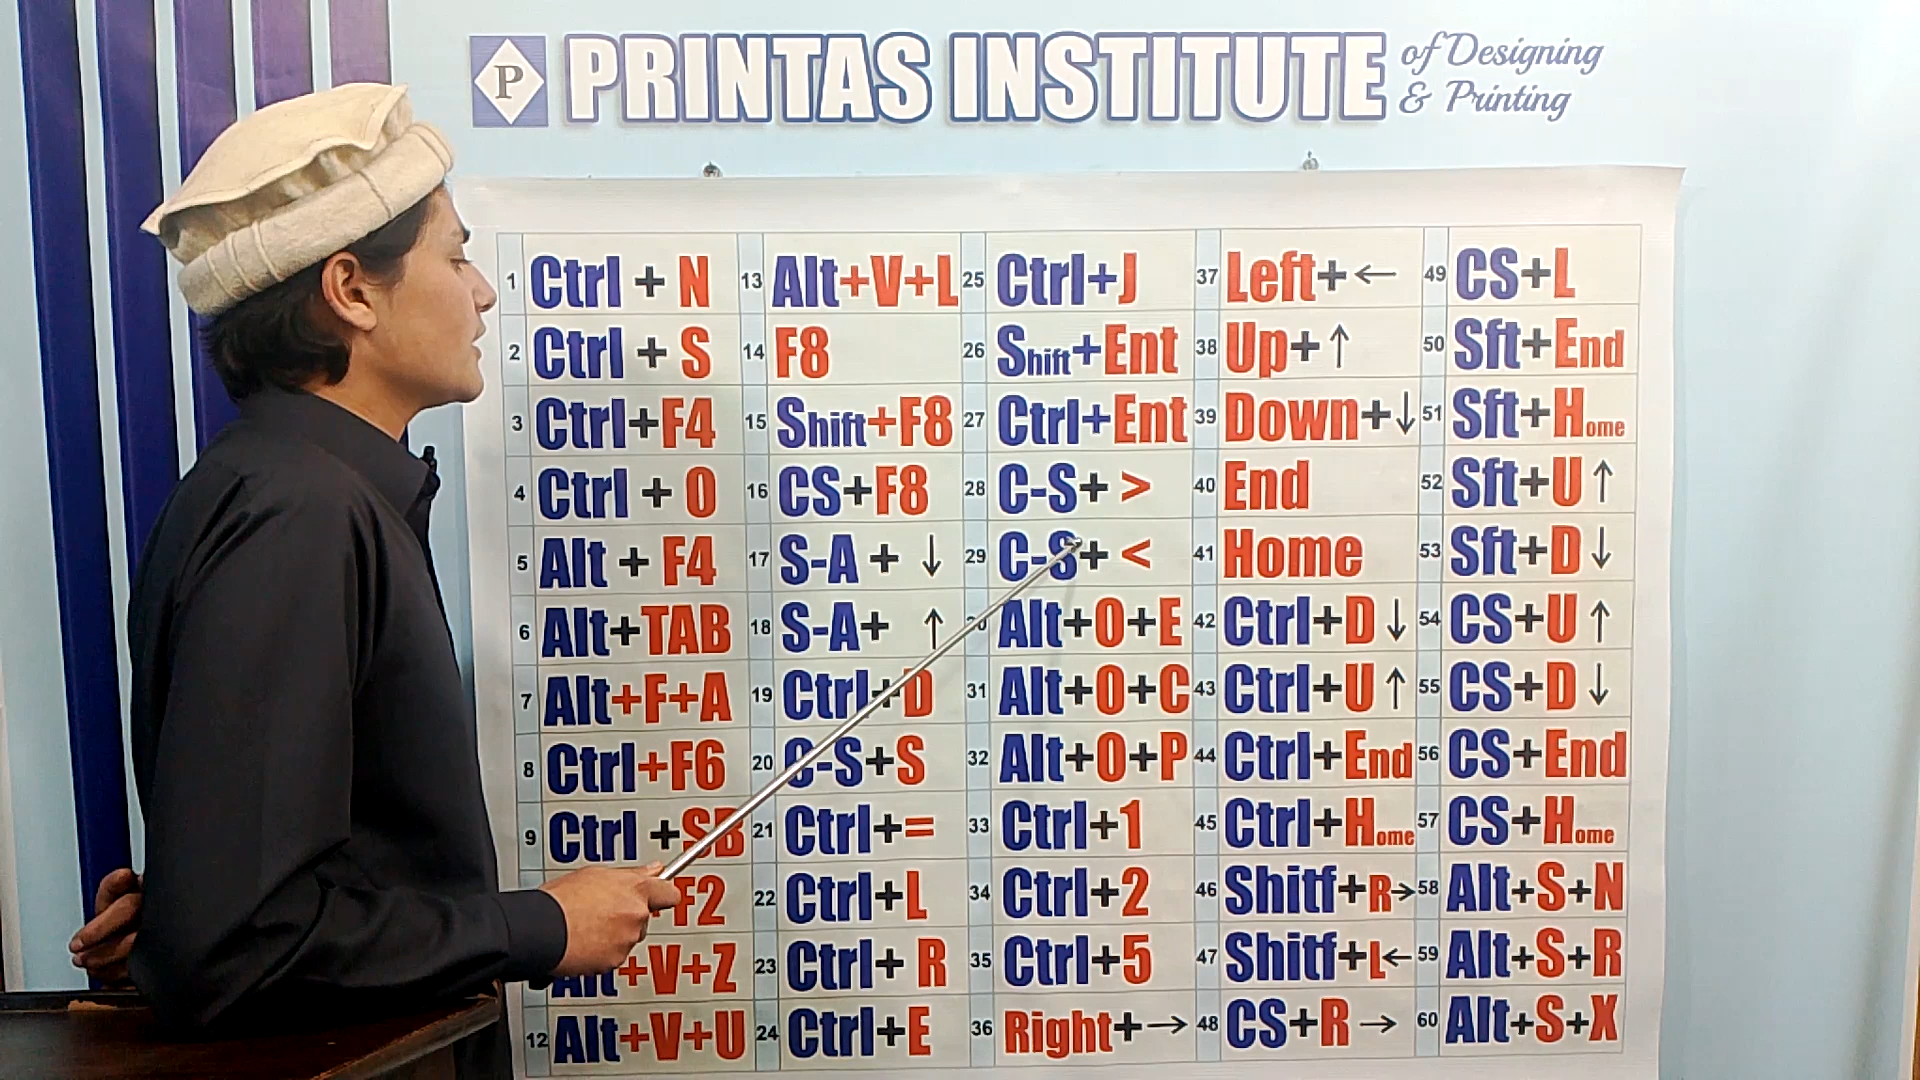 P PRINTAS INSTITUTE of Designing
& Printing
1 Ctrl + N
2 Ctrl + S
3 Ctrl+F4
4 Ctrl + O
5 Alt + F4
6 Alt+TAB
7 Alt+F+A
8 Ctrl+F6
9 Ctrl +SB
+F2
Alt+V+Z
12 Alt+V+U
13 Alt+V+L
14 F8
15 Shift+F8
16 CS+F8
17 S-A + ↓
18 S-A+ ↑
19 Ctrl+D
20 C-S+S
21 Ctrl+=
22 Ctrl+L
23 Ctrl+ R
24 Ctrl+E
25 Ctrl+J
26 Shift+Ent
27 Ctrl+Ent
28 C-S+ >
29 C-S+ <
30 Alt+O+E
31 Alt+O+C
32 Alt+O+P
33 Ctrl+1
34 Ctrl+2
35 Ctrl+5
36 Right+→
37 Left+←
38 Up+↑
39 Down+↓
40 End
41 Home
42 Ctrl+D↓
43 Ctrl+U↑
44 Ctrl+End
45 Ctrl+Home
46 Shitf+R→
47 Shitf+L←
48 CS+R →
49 CS+L
50 Sft+End
51 Sft+Home
52 Sft+U↑
53 Sft+D↓
54 CS+U↑
55 CS+D↓
56 CS+End
57 CS+Home
58 Alt+S+N
59 Alt+S+R
60 Alt+S+X